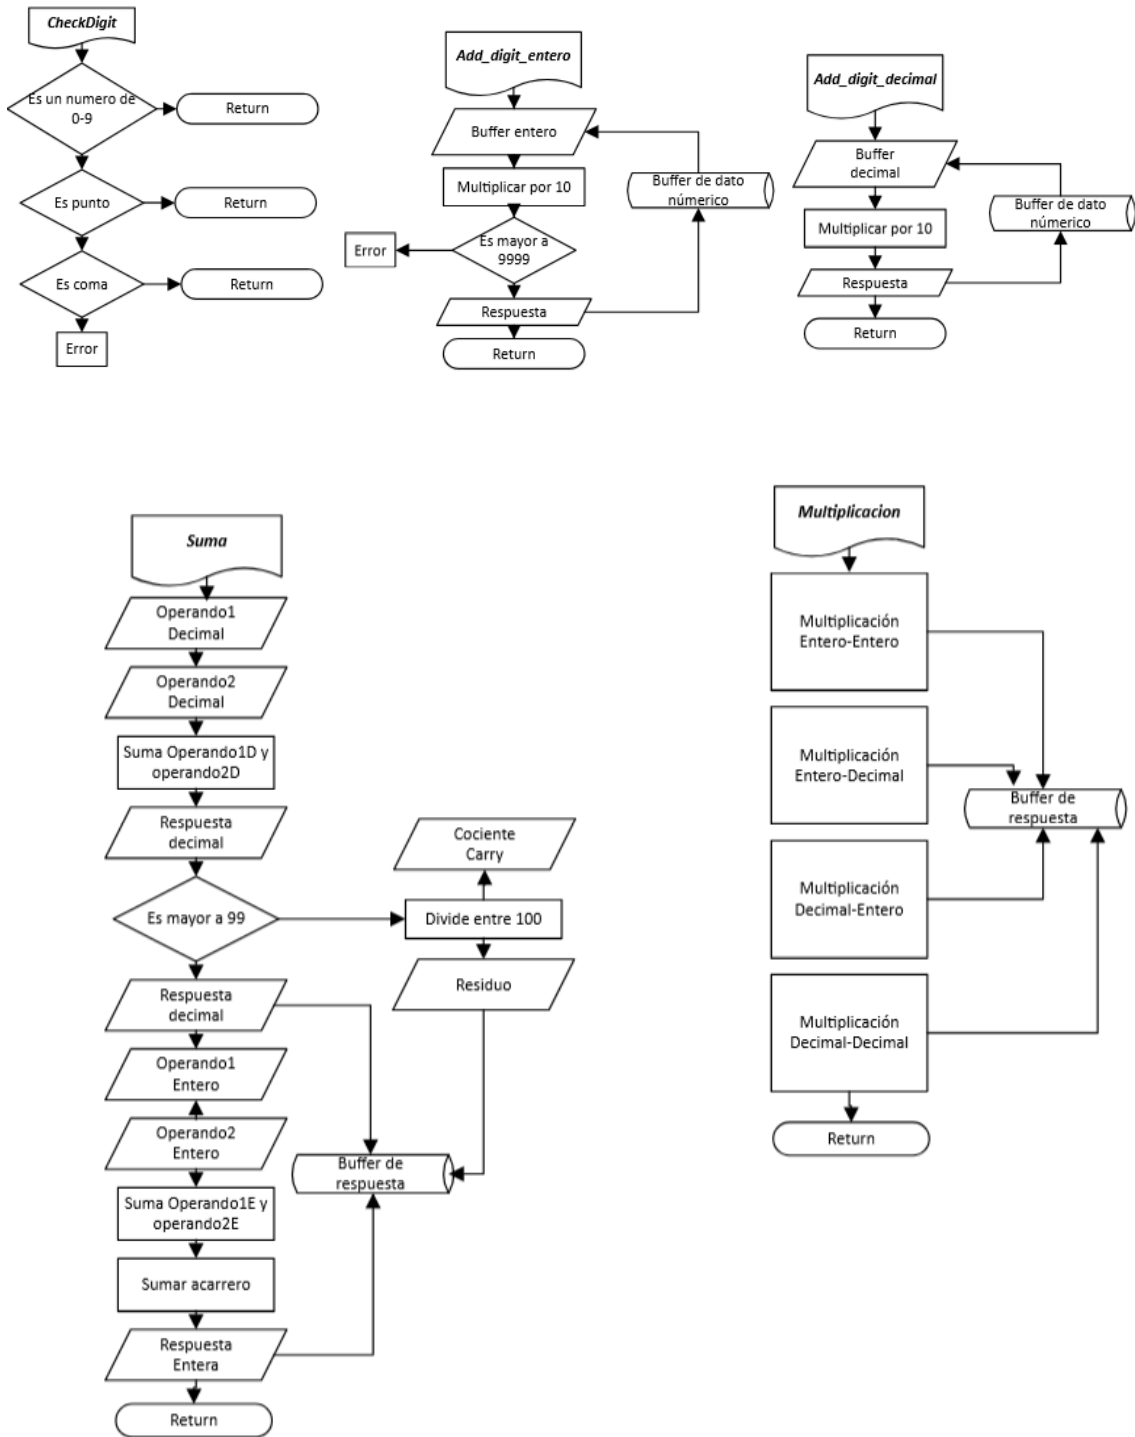 CheckDigit
Es un numero de
0-9
Return
Es punto
Return
Es coma
Return
Error
Add_digit_entero
Buffer entero
Multiplicar por 10
Buffer de dato
númerico
Es mayor a
9999
Error
Respuesta
Return
Add_digit_decimal
Buffer
decimal
Buffer de dato
númerico
Multiplicar por 10
Respuesta
Return
Suma
Operando1
Decimal
Operando2
Decimal
Suma Operando1D y
operando2D
Respuesta
decimal
Es mayor a 99
Cociente
Carry
Divide entre 100
Residuo
Respuesta
decimal
Operando1
Entero
Operando2
Entero
Buffer de
respuesta
Suma Operando1E y
operando2E
Sumar acarrero
Respuesta
Entera
Return
Multiplicacion
Multiplicación
Entero-Entero
Multiplicación
Entero-Decimal
Buffer de
respuesta
Multiplicación
Decimal-Entero
Multiplicación
Decimal-Decimal
Return